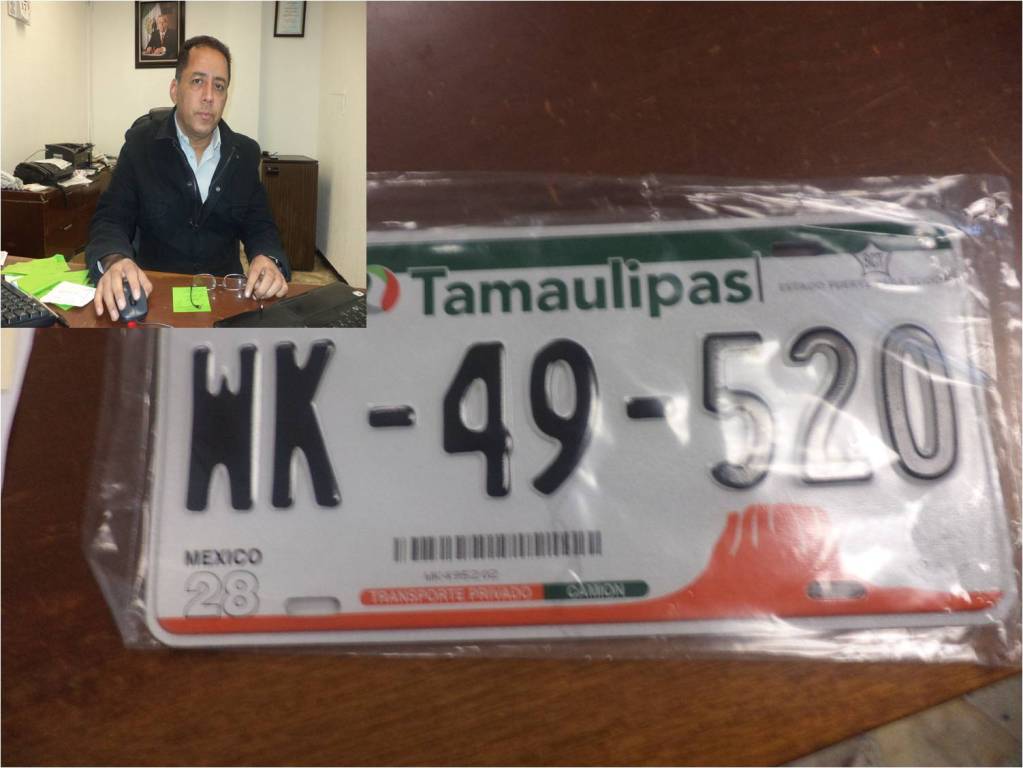 Tamaulipas
WK-49-520
MEXICO
28
TRANSPORTE PRIVADO CAMION